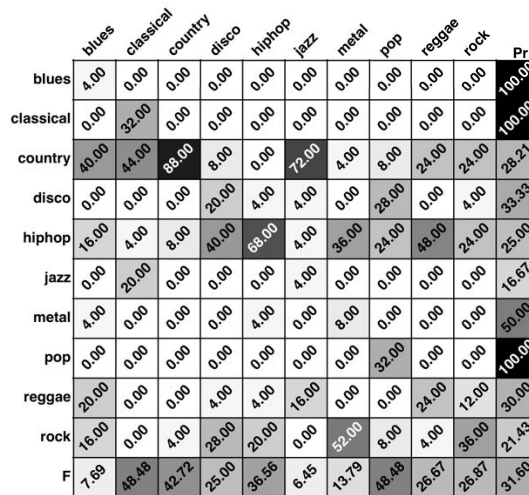 blues classical country disco hiphop jazz metal pop reggae rock Pr
blues 4.00 0.00 0.00 0.00 0.00 0.00 0.00 0.00 0.00 0.00 100.00
classical 0.00 32.00 0.00 0.00 0.00 0.00 0.00 0.00 0.00 0.00 100.00
country 40.00 44.00 88.00 8.00 0.00 72.00 4.00 8.00 24.00 24.00 28.21
disco 0.00 0.00 0.00 20.00 4.00 4.00 0.00 28.00 0.00 4.00 33.33
hiphop 16.00 4.00 8.00 40.00 68.00 4.00 36.00 24.00 48.00 24.00 25.00
jazz 0.00 20.00 0.00 0.00 0.00 4.00 0.00 0.00 0.00 0.00 16.67
metal 4.00 0.00 0.00 0.00 4.00 0.00 8.00 0.00 0.00 0.00 50.00
pop 0.00 0.00 0.00 0.00 0.00 0.00 0.00 32.00 0.00 0.00 100.00
reggae 20.00 0.00 0.00 4.00 4.00 16.00 0.00 0.00 24.00 12.00 30.00
rock 16.00 0.00 4.00 28.00 20.00 0.00 52.00 8.00 4.00 36.00 21.43
F 7.69 48.48 42.72 25.00 36.56 6.45 13.79 48.48 26.67 26.87 31.60